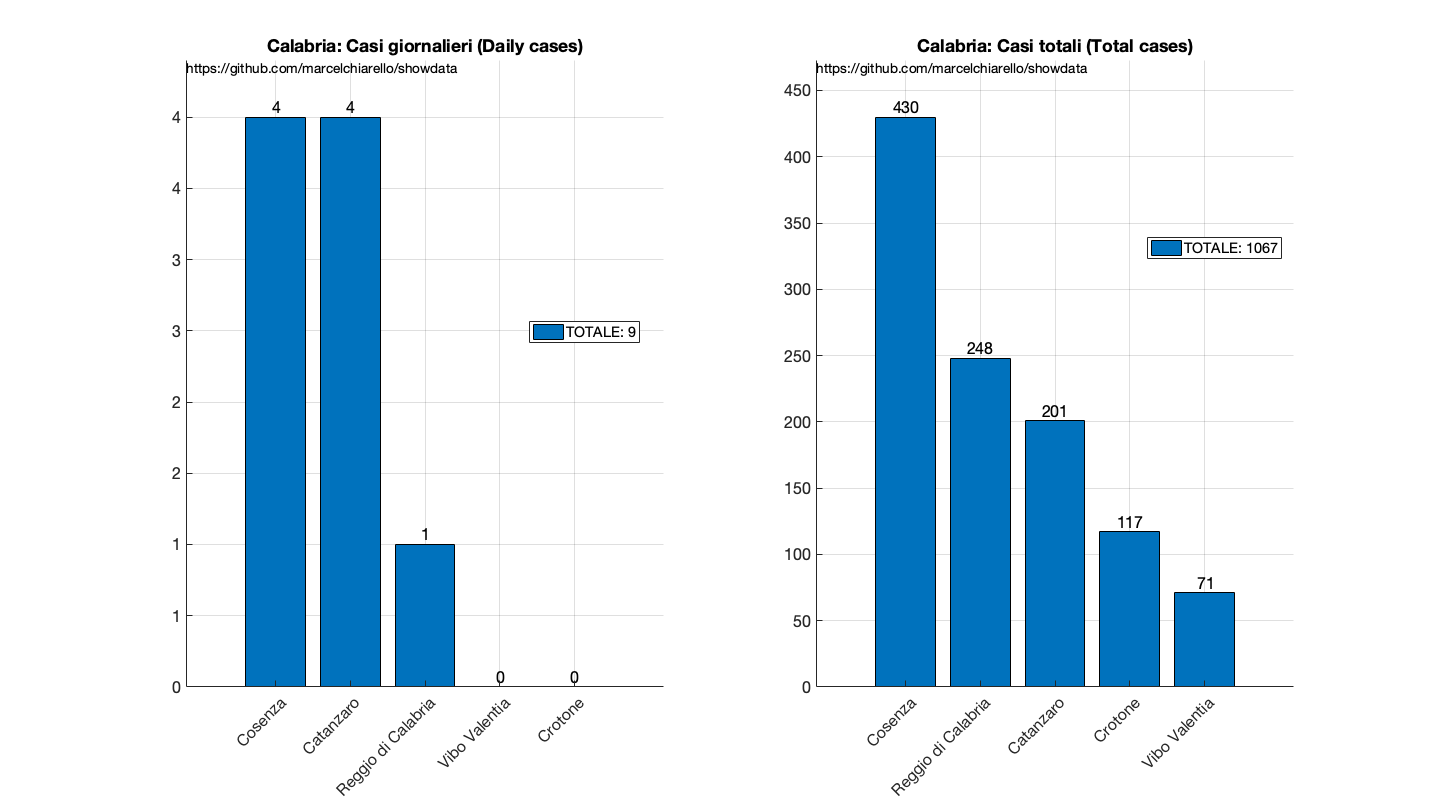 Calabria: Casi giornalieri (Daily cases)
https://github.com/marcelchiarello/showdata
4
4
3
3
2
2
1
1
0
4
4
1
0
0
TOTALE: 9
Cosenza
Catanzaro
Reggio di Calabria
Vibo Valentia
Crotone
Calabria: Casi totali (Total cases)
https://github.com/marcelchiarello/showdata
450
400
350
300
250
200
150
100
50
0
430
248
201
117
71
TOTALE: 1067
Cosenza
Reggio di Calabria
Catanzaro
Crotone
Vibo Valentia